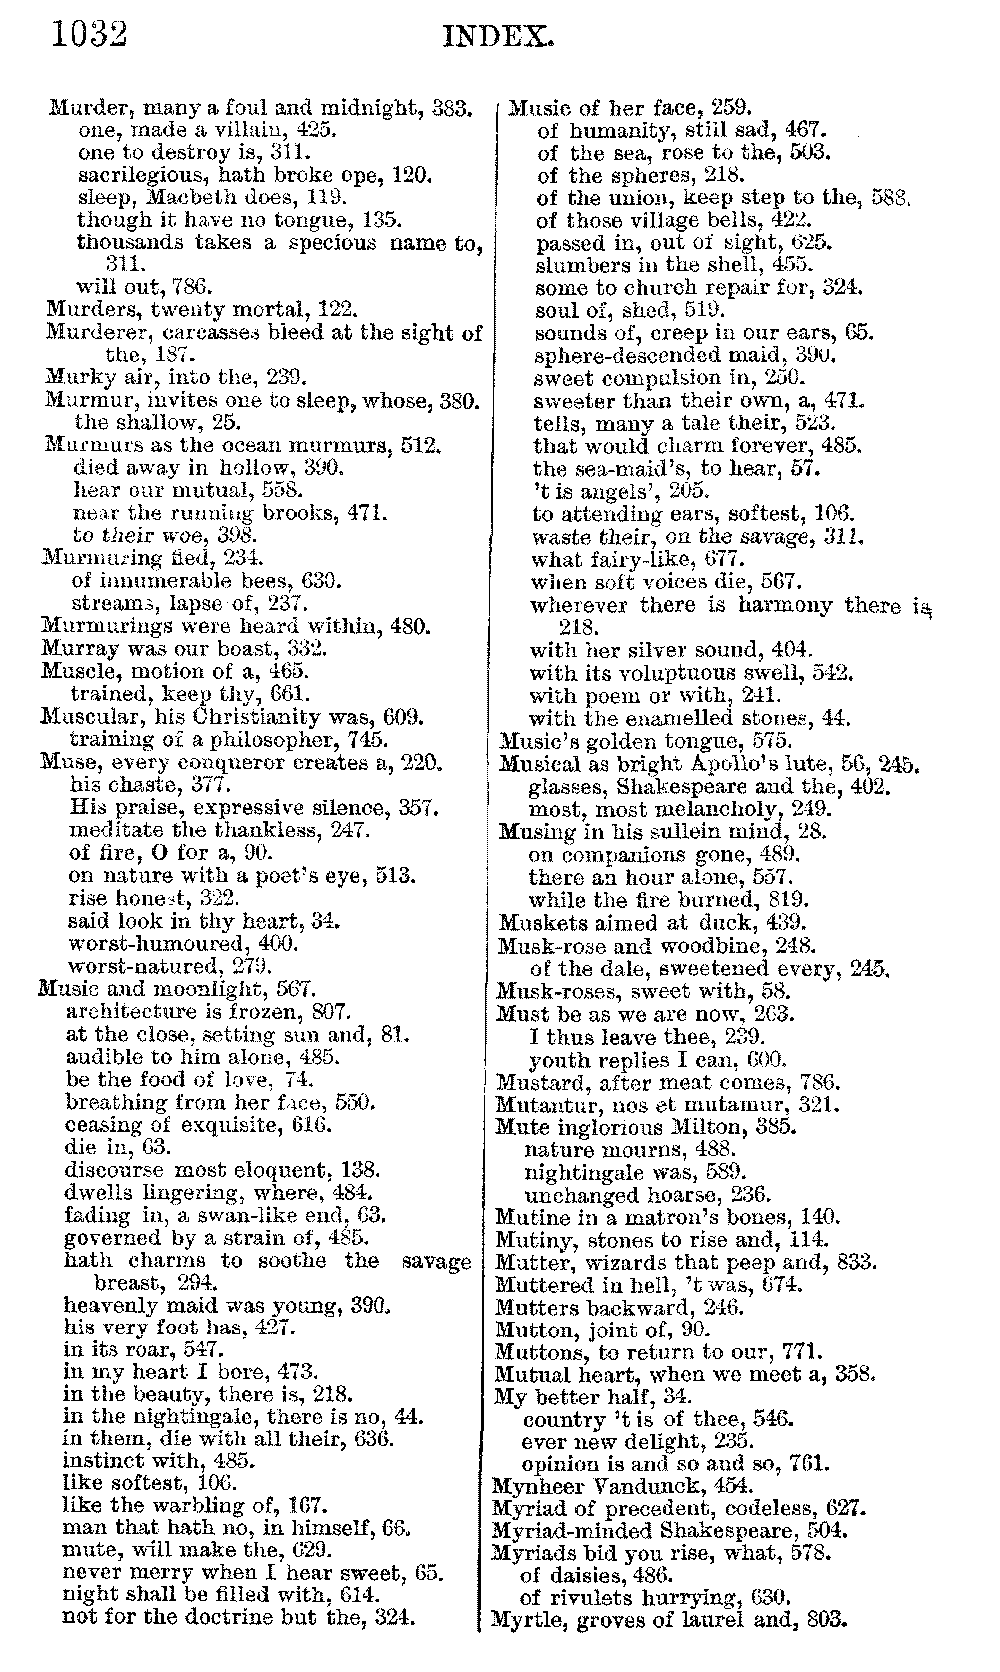 1032
INDEX.
Murder, many a foul and midnight, 383.
one, made a villain, 425.
one to destroy is, 311.
sacrilegious, hath broke ope, 120.
sleep, Macbeth does, 119.
though it have no tongue, 135.
thousands takes a specious name to,
311.
will out, 786.
Murders, twenty mortal, 122.
Murderer, carcasses bleed at the sight of
the, 187.
Murky air, into the, 239.
Murmur, invites one to sleep, whose, 380.
the shallow, 25.
Murmurs as the ocean murmurs, 512.
died away in hollow, 390.
hear our mutual, 558.
near the running brooks, 471.
to their woe, 398.
Murmuring fled, 234.
of innumerable bees, 630.
streams, lapse of, 237.
Murmurings were heard within, 480.
Murray was our boast, 332.
Muscle, motion of a, 465.
trained, keep thy, 661.
Muscular, his Christianity was, 609.
training of a philosopher, 745.
Muse, every conqueror creates a, 220.
his chaste, 377.
His praise, expressive silence, 357.
meditate the thankless, 247.
of fire, O for a, 90.
on nature with a poet's eye, 513.
rise honest, 322.
said look in thy heart, 34.
worst-humoured, 400.
worst-natured, 279.
Music and moonlight, 567.
architecture is frozen, 807.
at the close, setting sun and, 81.
audible to him alone, 485.
be the food of love, 74.
breathing from her face, 550.
ceasing of exquisite, 616.
die in, 63.
discourse most eloquent, 138.
dwells lingering, where, 484.
fading in, a swan-like end, 63.
governed by a strain of, 485.
hath charms to soothe the savage
breast, 294.
heavenly maid was young, 390.
his very foot has, 427.
in its roar, 547.
in my heart I bore, 473.
in the beauty, there is, 218.
in the nightingale, there is no, 44.
in them, die with all their, 636.
instinct with, 485.
like softest, 106.
like the warbling of, 167.
man that hath no, in himself, 66.
mute, will make the, 629.
never merry when I hear sweet, 65.
night shall be filled with, 614.
not for the doctrine but the, 324.
Music of her face, 259.
of humanity, still sad, 467.
of the sea, rose to the, 503.
of the spheres, 218.
of the union, keep step to the, 588.
of those village bells, 422.
passed in, out of sight, 625.
slumbers in the shell, 455.
some to church repair for, 324.
soul of, shed, 519.
sounds of, creep in our ears, 65.
sphere-descended maid, 390.
sweet compulsion in, 250.
sweeter than their own, a, 471.
tells, many a tale their, 523.
that would charm forever, 485.
the sea-maid's, to hear, 57.
't is angels', 205.
to attending ears, softest, 106.
waste their, on the savage, 311.
what fairy-like, 677.
when soft voices die, 567.
wherever there is harmony there is,
218.
with her silver sound, 404.
with its voluptuous swell, 542.
with poem or with, 241.
with the enamelled stones, 44.
Music's golden tongue, 575.
Musical as bright Apollo's lute, 56, 245.
glasses, Shakespeare and the, 402.
most, most melancholy, 249.
Musing in his sullein mind, 28.
on companions gone, 489.
there an hour alone, 557.
while the fire burned, 819.
Muskets aimed at duck, 439.
Musk-rose and woodbine, 248.
of the dale, sweetened every, 245.
Musk-roses, sweet with, 58.
Must be as we are now, 263.
I thus leave thee, 239.
youth replies I can, 600.
Mustard, after meat comes, 786.
Mutantur, nos et mutamur, 321.
Mute inglorious Milton, 385.
nature mourns, 488.
nightingale was, 589.
unchanged hoarse, 236.
Mutine in a matron's bones, 140.
Mutiny, stones to rise and, 114.
Mutter, wizards that peep and, 833.
Muttered in hell, 't was, 674.
Mutters backward, 246.
Mutton, joint of, 90.
Muttons, to return to our, 771.
Mutual heart, when we meet a, 358.
My better half, 34.
country 't is of thee, 546.
ever new delight, 235.
opinion is and so and so, 761.
Mynheer Vandunck, 454.
Myriad of precedent, codeless, 627.
Myriad-minded Shakespeare, 504.
Myriads bid you rise, what, 578.
of daisies, 486.
of rivulets hurrying, 630.
Myrtle, groves of laurel and, 803.